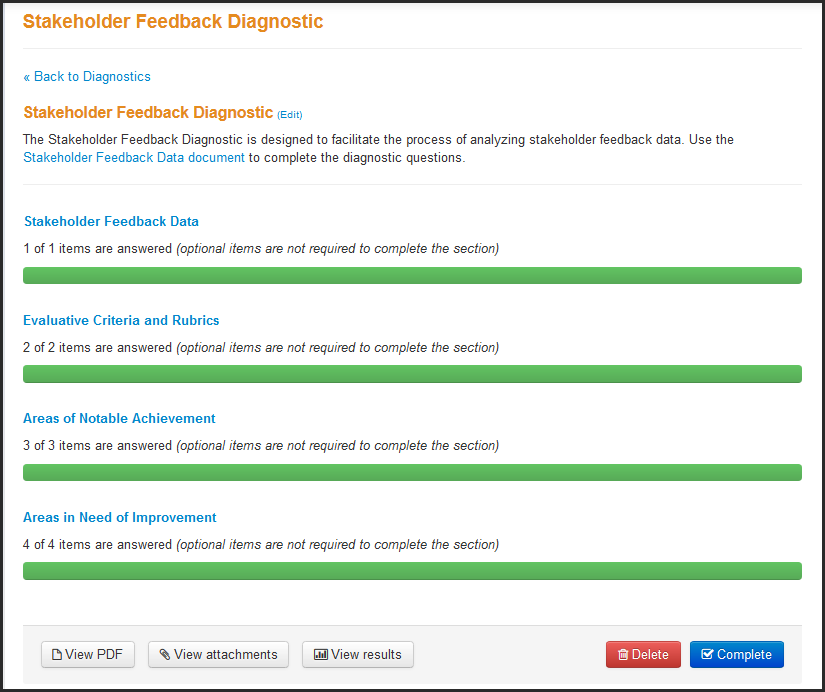 Stakeholder Feedback Diagnostic
« Back to Diagnostics
Stakeholder Feedback Diagnostic (Edit)
The Stakeholder Feedback Diagnostic is designed to facilitate the process of analyzing stakeholder feedback data. Use the
Stakeholder Feedback Data document to complete the diagnostic questions.
Stakeholder Feedback Data
1 of 1 items are answered (optional items are not required to complete the section)
Evaluative Criteria and Rubrics
2 of 2 items are answered (optional items are not required to complete the section)
Areas of Notable Achievement
3 of 3 items are answered (optional items are not required to complete the section)
Areas in Need of Improvement
4 of 4 items are answered (optional items are not required to complete the section)
View PDF View attachments View results Delete Complete